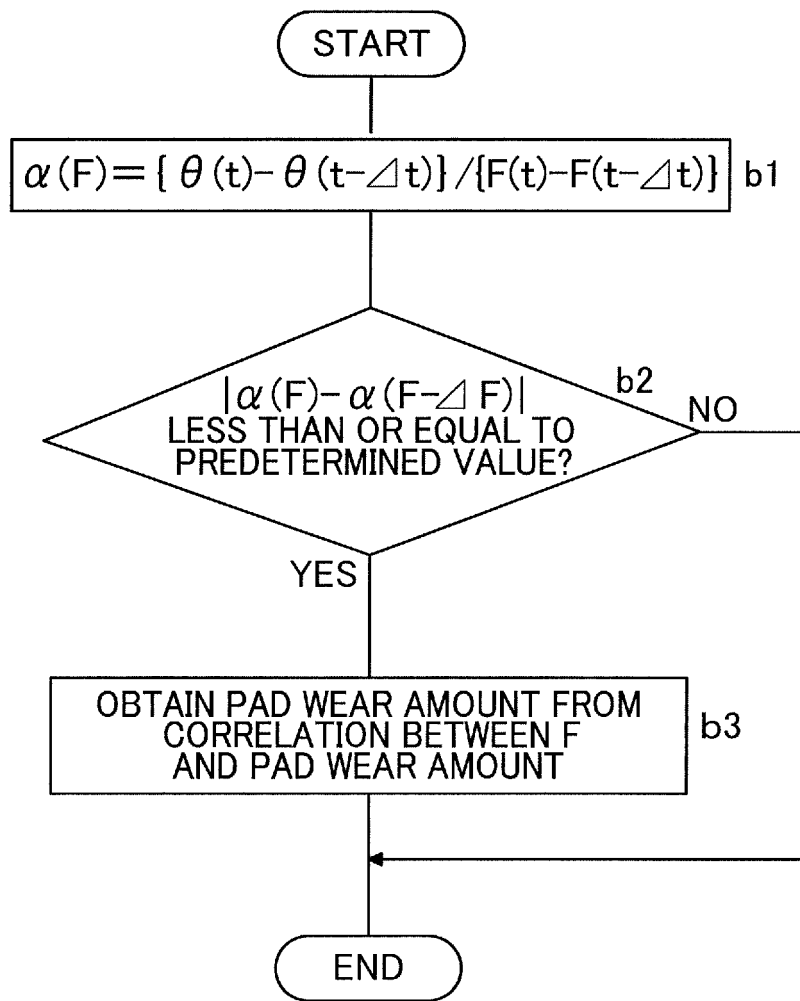 START
α(F)={θ(t)-θ(t-⊿t)}/{F(t)-F(t-⊿t)}
b1
|α(F)-α(F-⊿F)|
LESS THAN OR EQUAL TO
PREDETERMINED VALUE?
b2
NO
YES
OBTAIN PAD WEAR AMOUNT FROM
CORRELATION BETWEEN F
AND PAD WEAR AMOUNT
b3
END